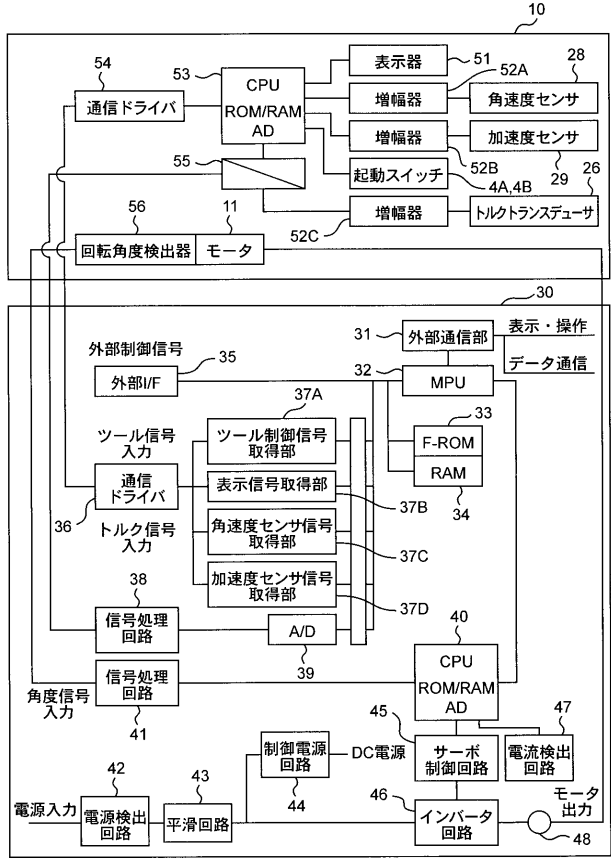 10
54
通信ドライバ
53
CPU
ROM/RAM
AD
表示器
51
52A
28
増幅器
角速度センサ
増幅器
加速度センサ
52B
29
55
起動スイッチ
4A,4B
26
増幅器
トルクトランスデューサ
52C
56
11
回転角度検出器
モータ
30
31
外部通信部
表示・操作
データ通信
32
MPU
外部制御信号
35
外部I/F
37A
ツール制御信号
取得部
33
F-ROM
RAM
34
ツール信号
入力
通信
ドライバ
36
表示信号取得部
37B
トルク信号
入力
角速度センサ信号
取得部
37C
加速度センサ信号
取得部
37D
38
信号処理
回路
A/D
39
40
CPU
ROM/RAM
AD
信号処理
回路
角度信号
入力
41
45
47
制御電源
回路
DC電源
44
サーボ
制御回路
電流検出
回路
42
43
46
モータ
出力
電源入力
電源検出
回路
平滑回路
インバータ
回路
48